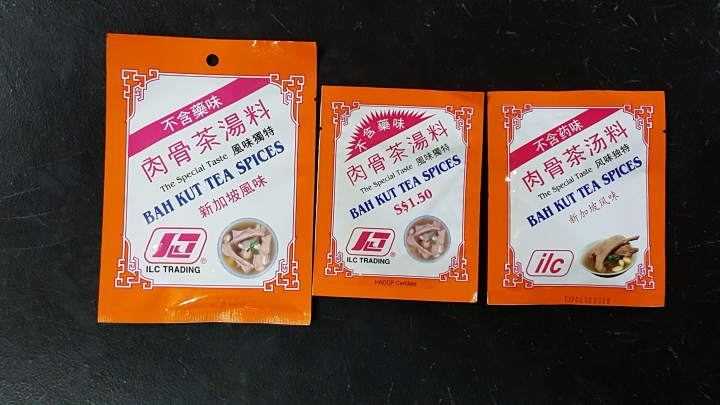 不含藥味
肉骨茶湯料
The Special Taste 風味獨特
BAH KUT TEA SPICES
新加坡風味
ILC TRADING ®
不含藥味
肉骨茶湯料
The Special Taste 風味獨特
BAH KUT TEA SPICES
S$1.50
ILC TRADING ®
HACCP Certified
不含药味
肉骨茶汤料
The Special Taste 风味独特
BAH KUT TEA SPICES
新加坡风味
ilc